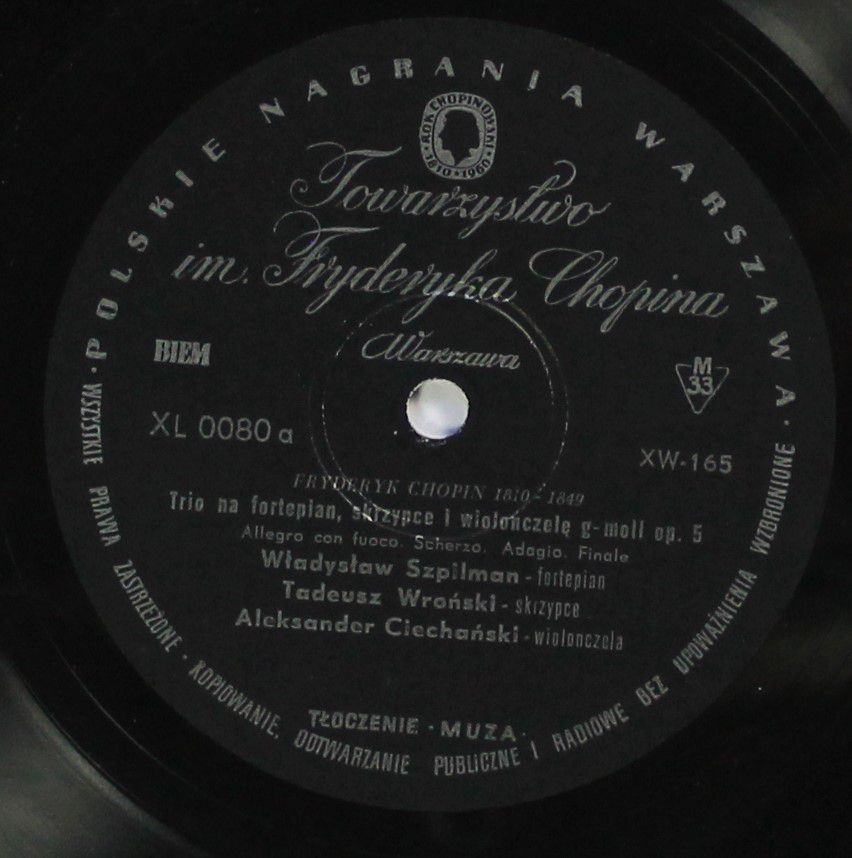 POLSKIE NAGRANIA WARSZAWA
ROK CHOPINOWSKI
1810 • 1960
Towarzystwo
im. Fryderyka Chopina
Warszawa
BIEM
M
33
XL 0080 a
XW-165
FRYDERYK CHOPIN 1810 - 1849
Trio na fortepian, skrzypce i wiolonczelę g-moll op. 5
Allegro con fuoco. Scherzo. Adagio. Finale
Władysław Szpilman - fortepian
Tadeusz Wroński - skrzypce
Aleksander Ciechański - wiolonczela
TŁOCZENIE · MUZA ·
· WSZYSTKIE PRAWA ZASTRZEŻONE · KOPIOWANIE, ODTWARZANIE PUBLICZNE I RADIOWE BEZ UPOWAŻNIENIA WZBRONIONE ·